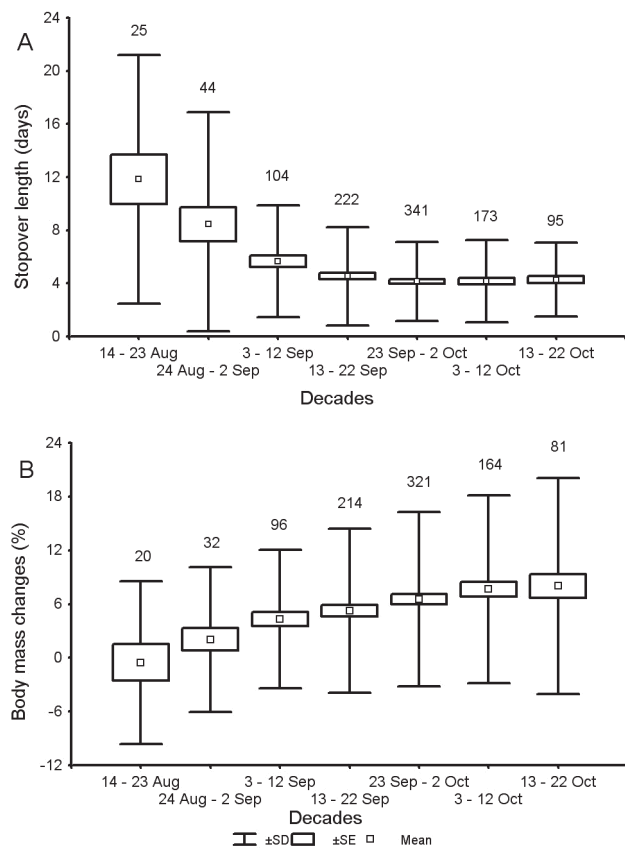 A
24
20
16
12
8
4
0
Stopover length (days)
25
44
104
222
341
173
95
14 - 23 Aug
3 - 12 Sep
23 Sep - 2 Oct
13 - 22 Oct
24 Aug - 2 Sep
13 - 22 Sep
3 - 12 Oct
Decades
B
24
18
12
6
0
-6
-12
Body mass changes (%)
20
32
96
214
321
164
81
14 - 23 Aug
3 - 12 Sep
23 Sep - 2 Oct
13 - 22 Oct
24 Aug - 2 Sep
13 - 22 Sep
3 - 12 Oct
Decades
±SD ±SE Mean